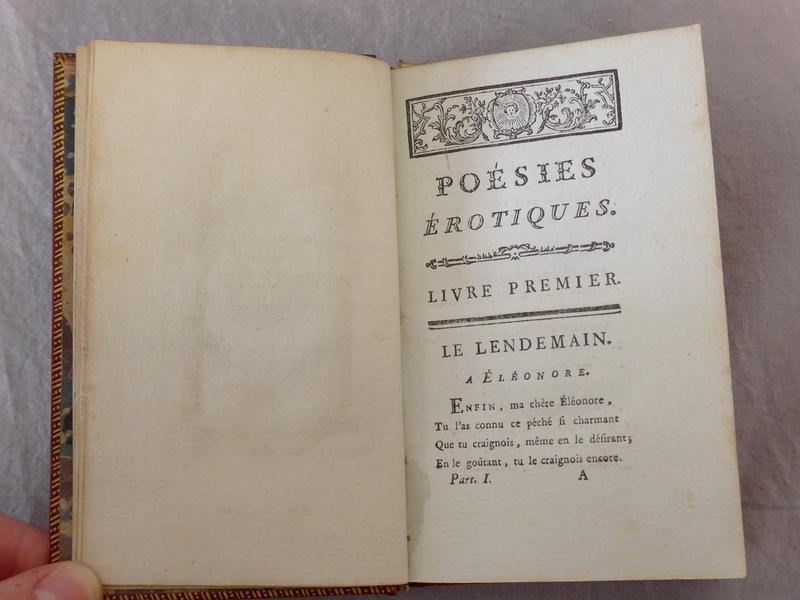 POÉSIES
ÉROTIQUES.
LIVRE PREMIER.
LE LENDEMAIN.
A ÉLÉONORE.
ENFIN, ma chère Éléonore,
Tu l'as connu ce péché ſi charmant
Que tu craignois, même en le déſirant;
En le goûtant, tu le craignois encore.
Part. I. A